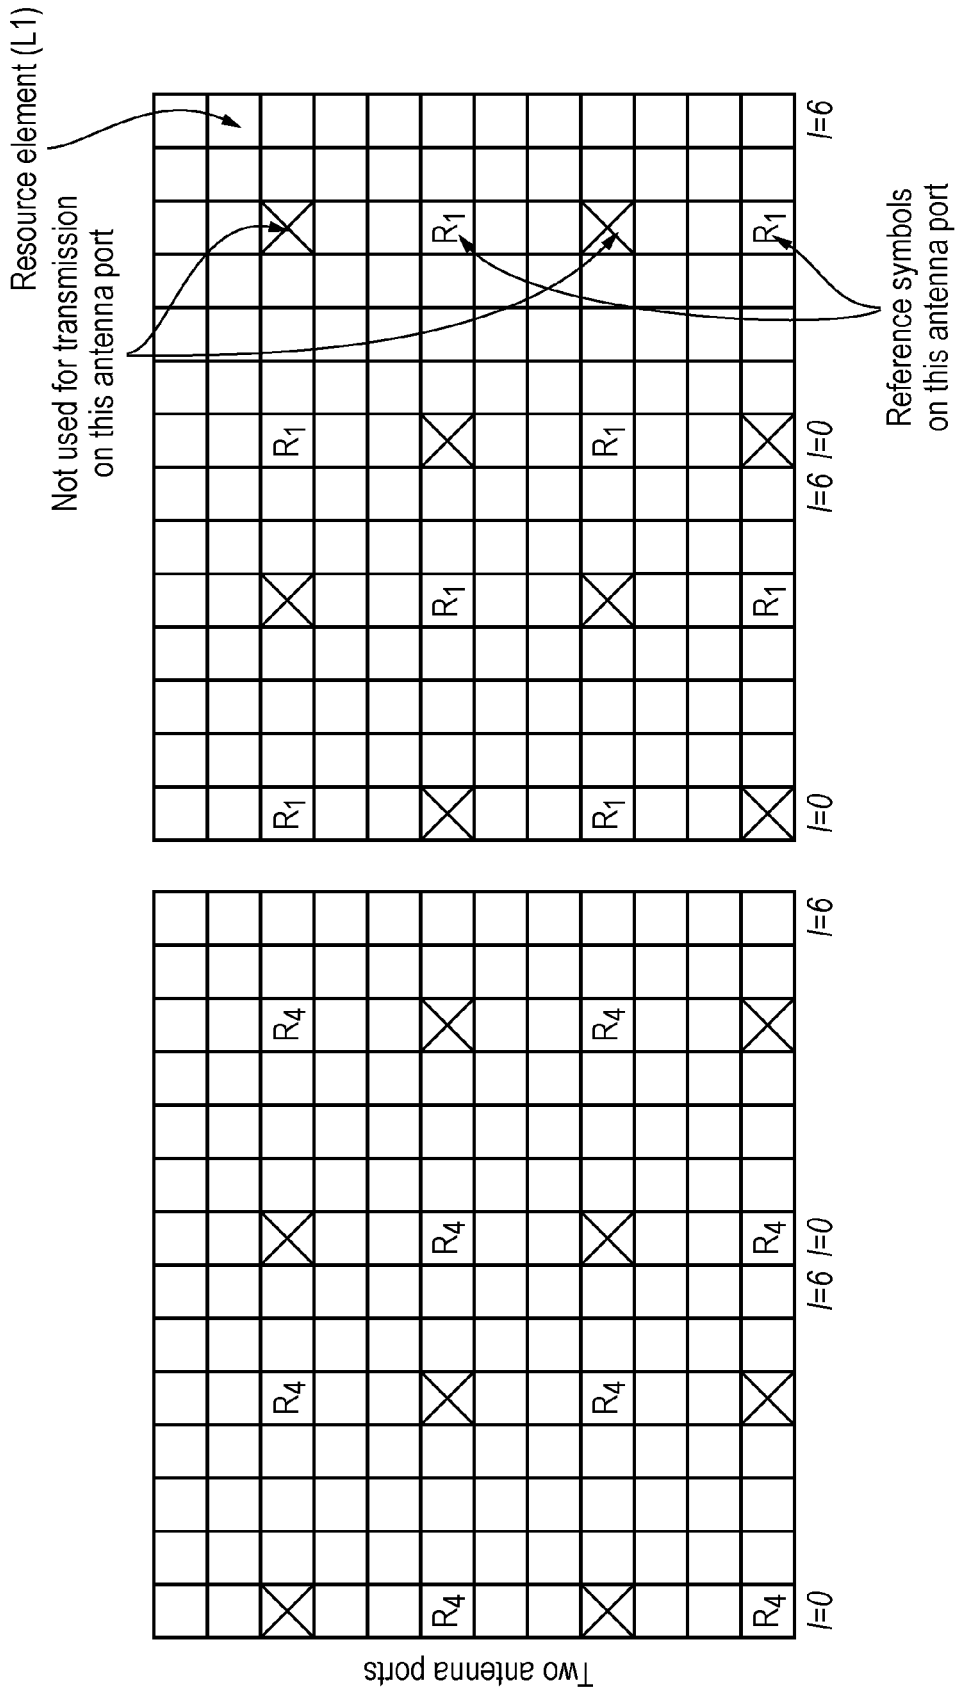 Resource element (L1)
Not used for transmission
on this antenna port
Two antenna ports
R4 R4 R1 R1
R4 R4 R1 R1
R4 R4 R1 R1
R4 R4 R1 R1
l=0 l=6 l=0 l=6 l=0 l=6 l=0 l=6
Reference symbols
on this antenna port